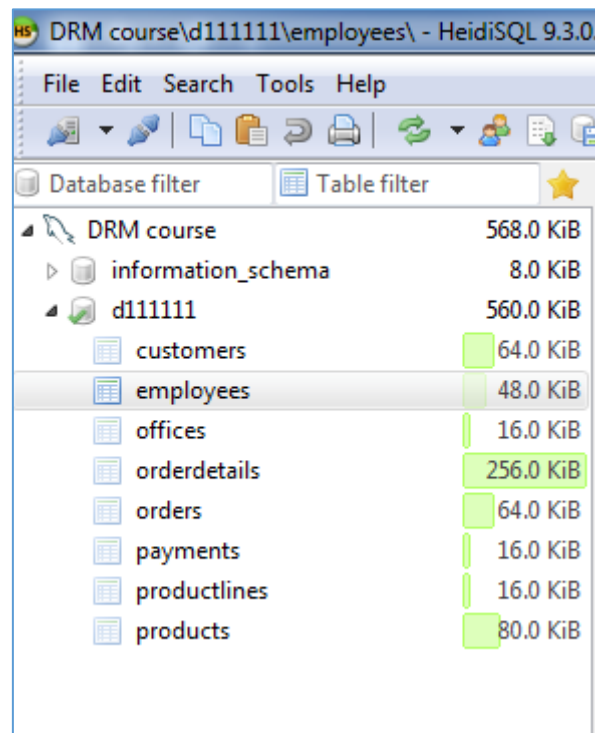 HS DRM course\d111111\employees\ - HeidiSQL 9.3.0.
File Edit Search Tools Help
Database filter Table filter
DRM course 568.0 KiB
information_schema 8.0 KiB
d111111 560.0 KiB
customers 64.0 KiB
employees 48.0 KiB
offices 16.0 KiB
orderdetails 256.0 KiB
orders 64.0 KiB
payments 16.0 KiB
productlines 16.0 KiB
products 80.0 KiB